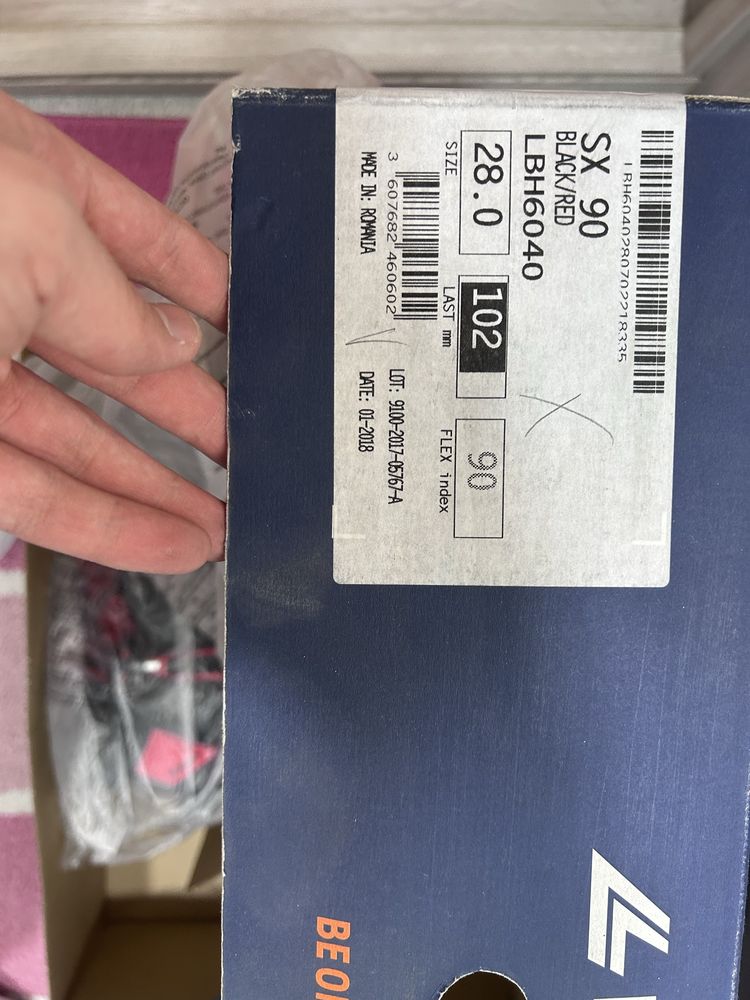 LBH6040280702218335
SX 90
BLACK/RED
LBH6040
28.0
102
90
SIZE
LAST mm
FLEX index
3 607682 460602
LOT: 9100-2017-05767-A
MADE IN: ROMANIA
DATE: 01-2018